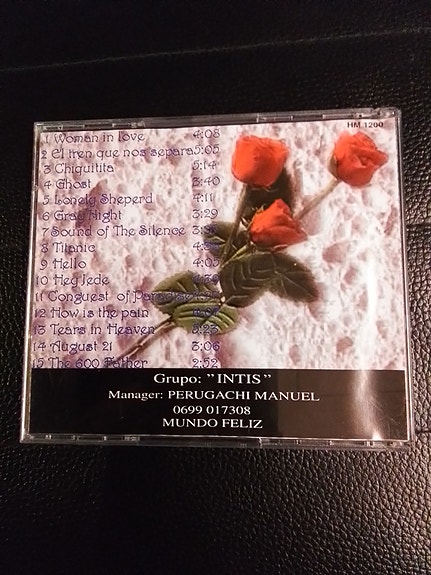 HM 1200
1 Woman in love 4:08
2 El tren que nos separa 5:05
3 Chiquitita 5:14
4 Ghost 3:40
5 Lonely Sheperd 4:11
6 Gray Night 3:29
7 Sound of The Silence
8 Titanic
9 Hello 4:05
10 Hey Jede
11 Conquest of
12 How is the pain
13 Tears In Heaven
14 August 21 3:06
15 The 600 Father 2:52
Grupo: "INTIS"
Manager: PERUGACHI MANUEL
0699 017308
MUNDO FELIZ